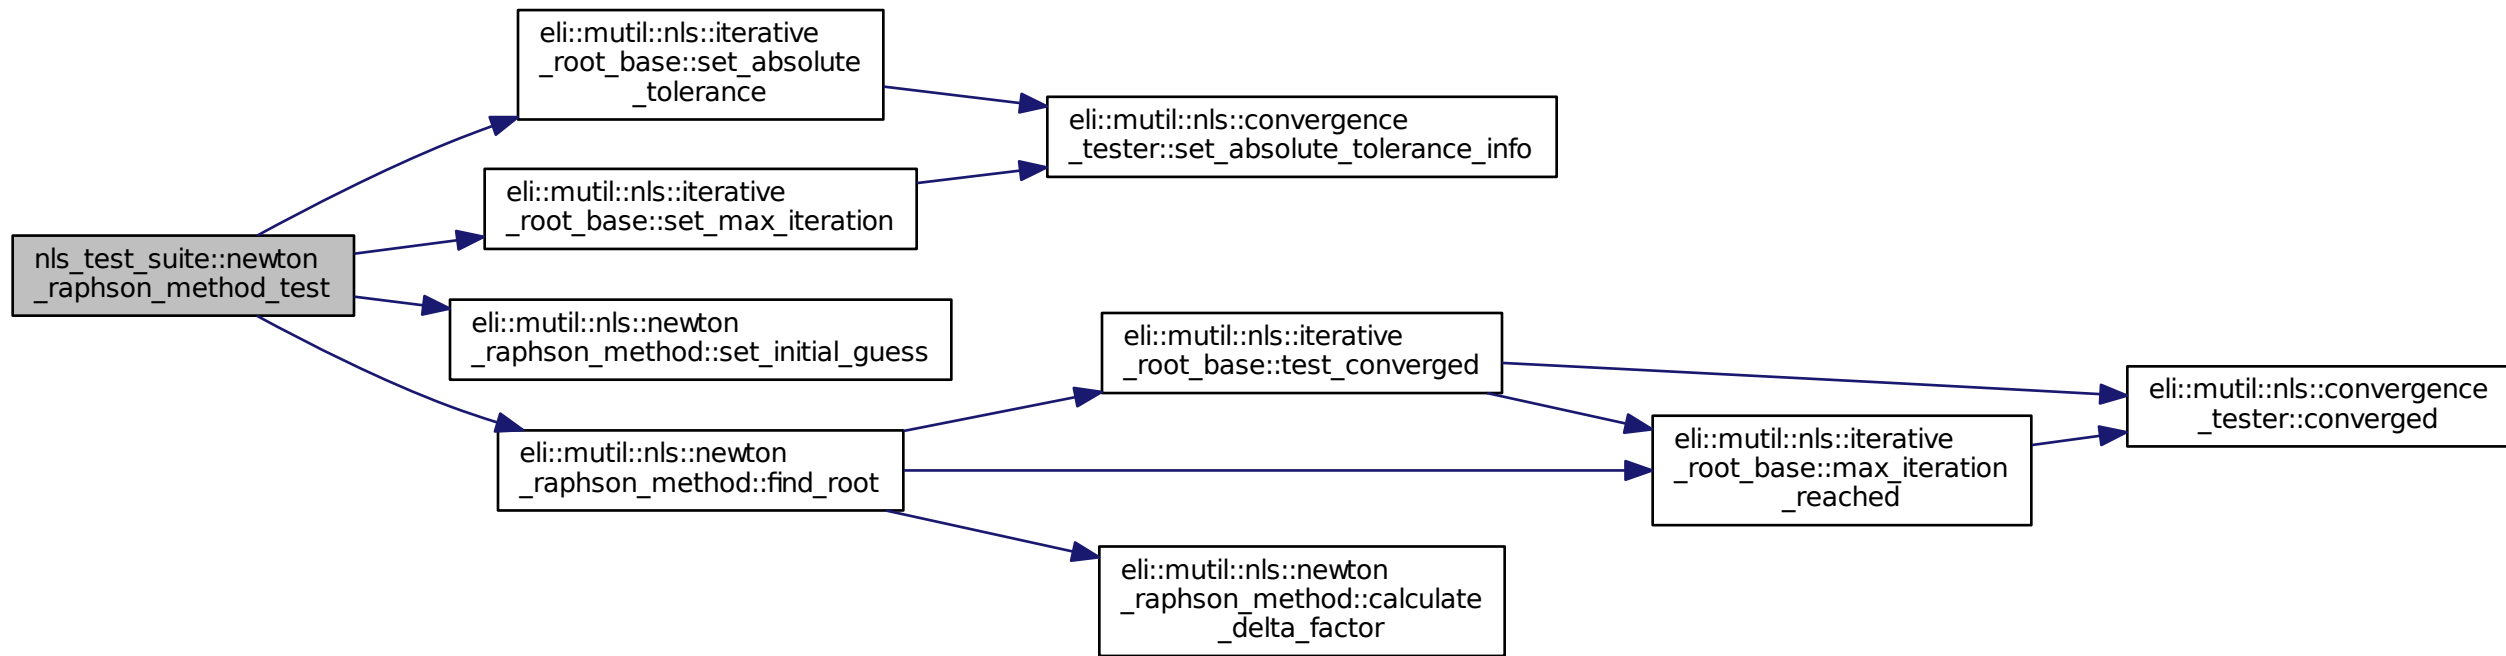 eli::mutil::nls::iterative
_root_base::set_absolute
_tolerance
eli::mutil::nls::convergence
_tester::set_absolute_tolerance_info
eli::mutil::nls::iterative
_root_base::set_max_iteration
nls_test_suite::newton
_raphson_method_test
eli::mutil::nls::newton
_raphson_method::set_initial_guess
eli::mutil::nls::iterative
_root_base::test_converged
eli::mutil::nls::convergence
_tester::converged
eli::mutil::nls::newton
_raphson_method::find_root
eli::mutil::nls::iterative
_root_base::max_iteration
_reached
eli::mutil::nls::newton
_raphson_method::calculate
_delta_factor